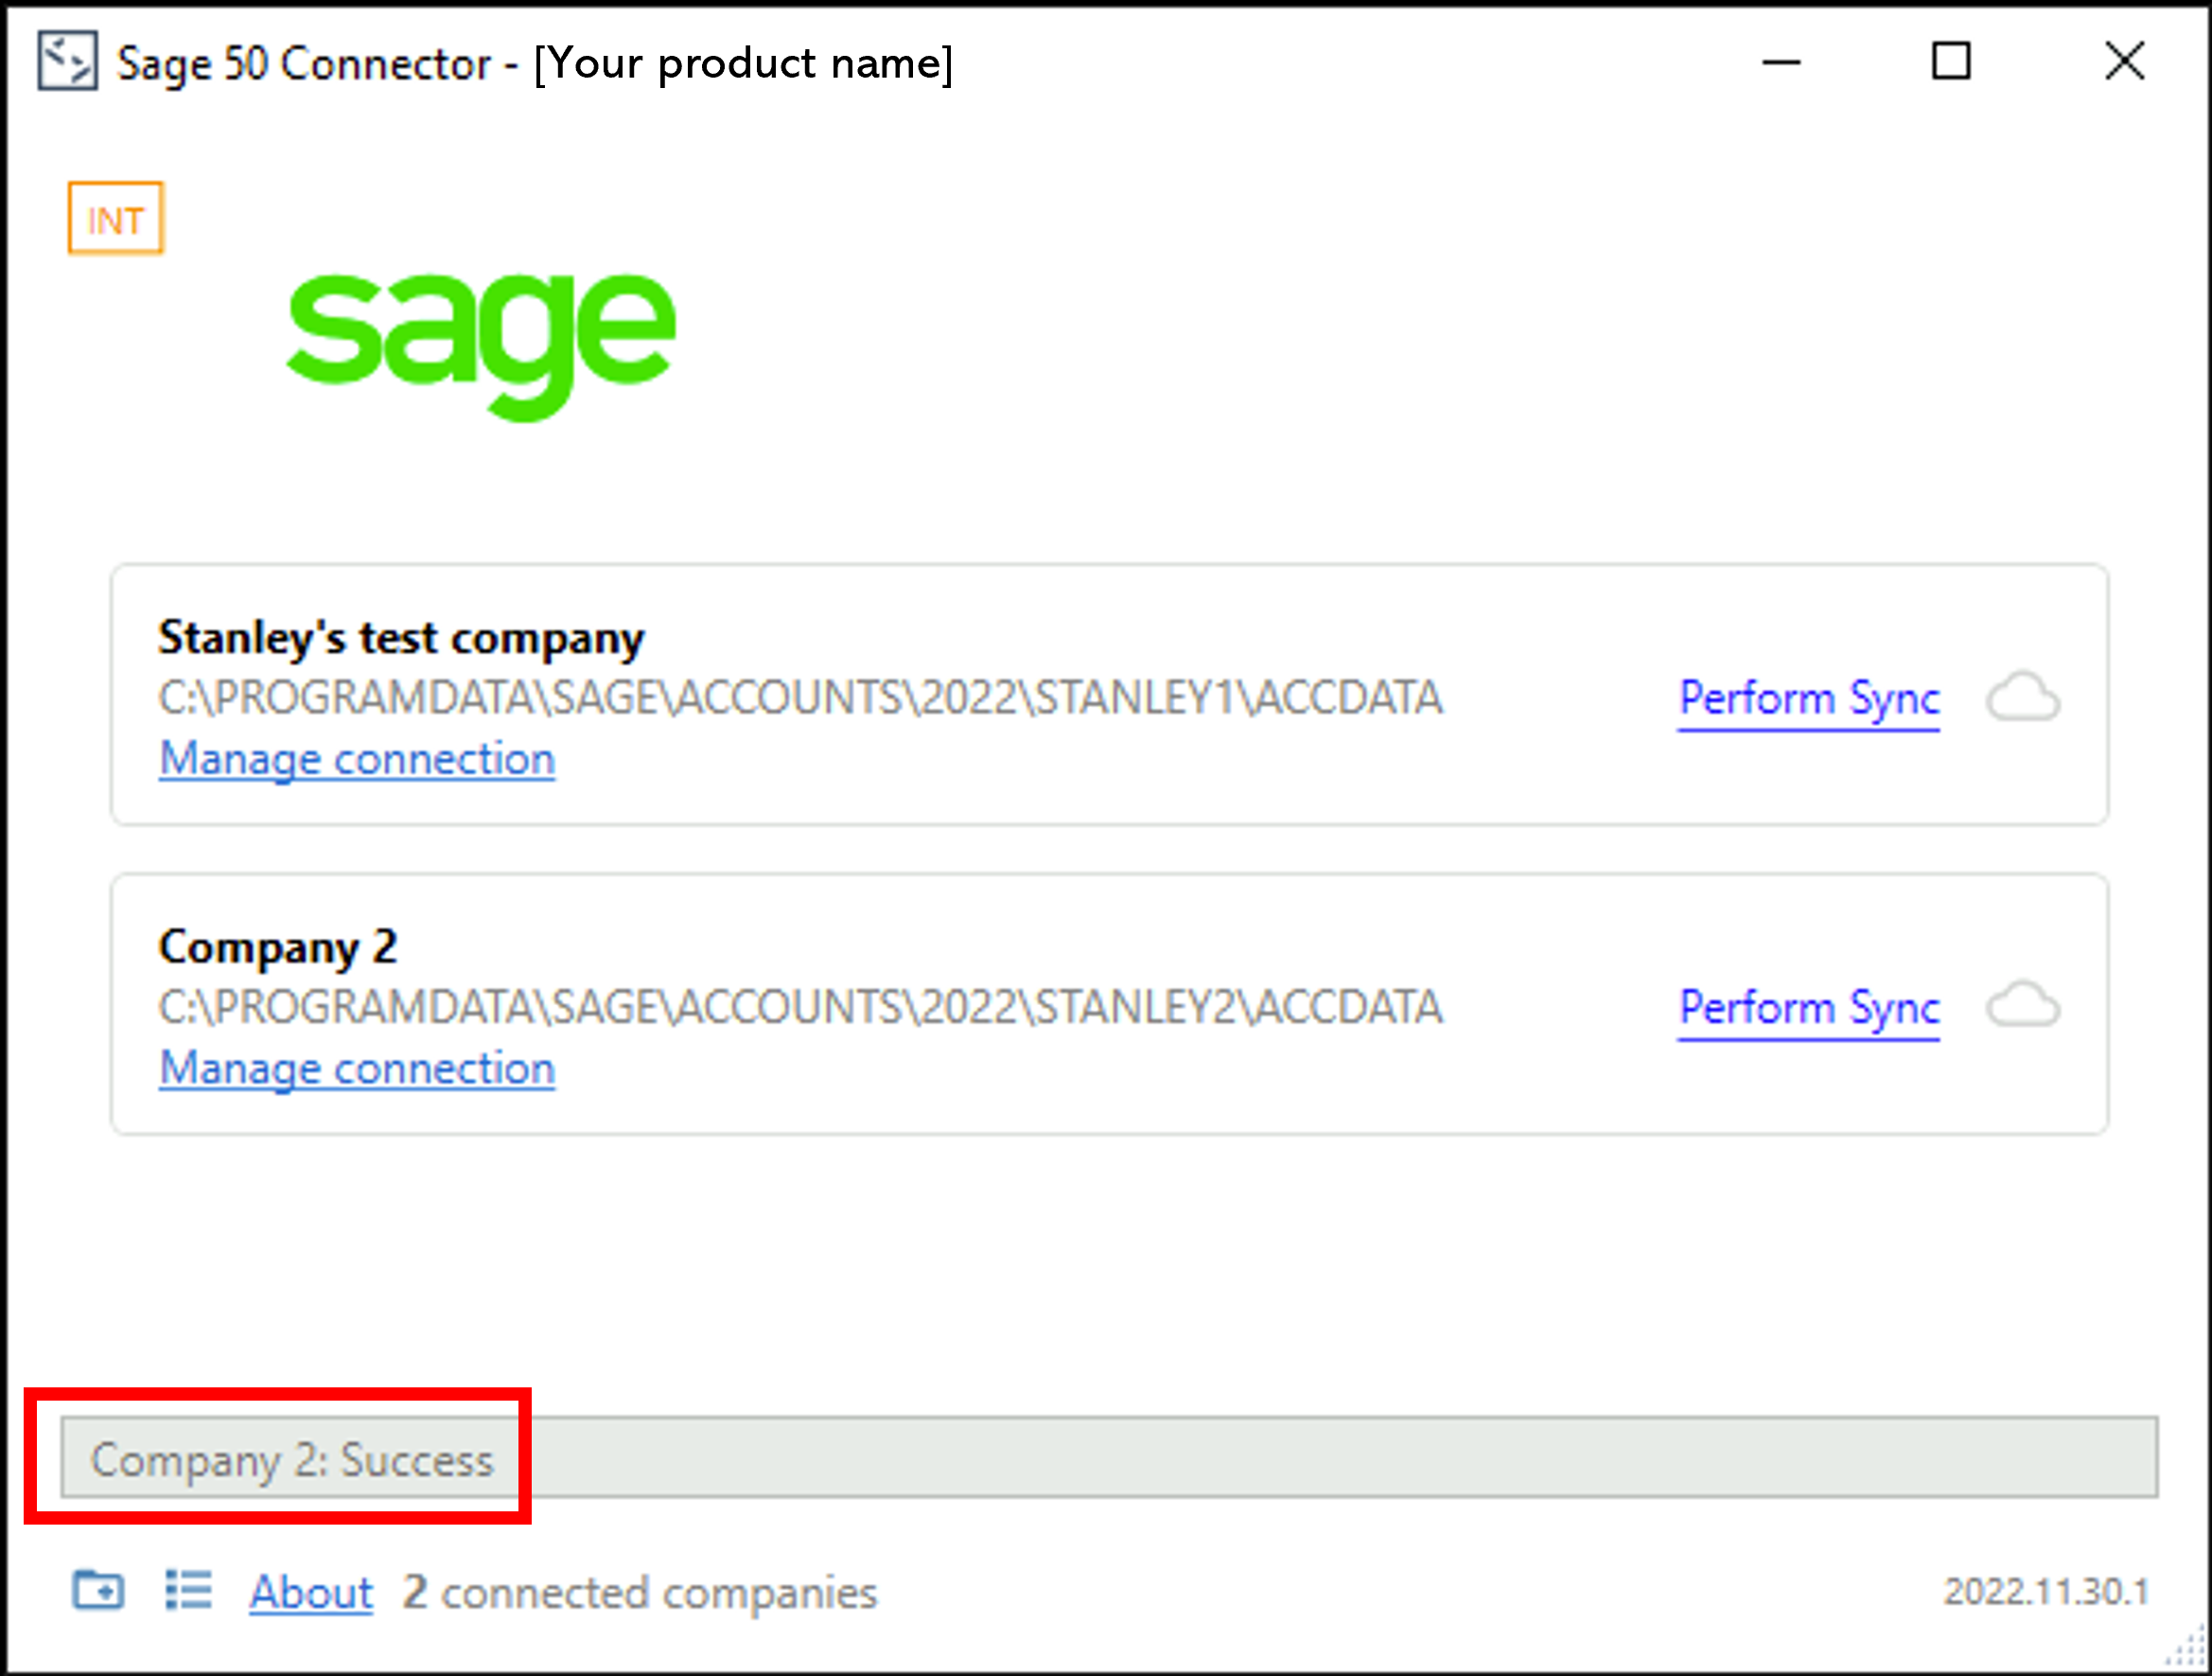 Sage 50 Connector - [Your product name]
INT
sage
Stanley's test company
C:\PROGRAMDATA\SAGE\ACCOUNTS\2022\STANLEY1\ACCDATA
Perform Sync
Manage connection
Company 2
C:\PROGRAMDATA\SAGE\ACCOUNTS\2022\STANLEY2\ACCDATA
Perform Sync
Manage connection
Company 2: Success
About 2 connected companies
2022.11.30.1